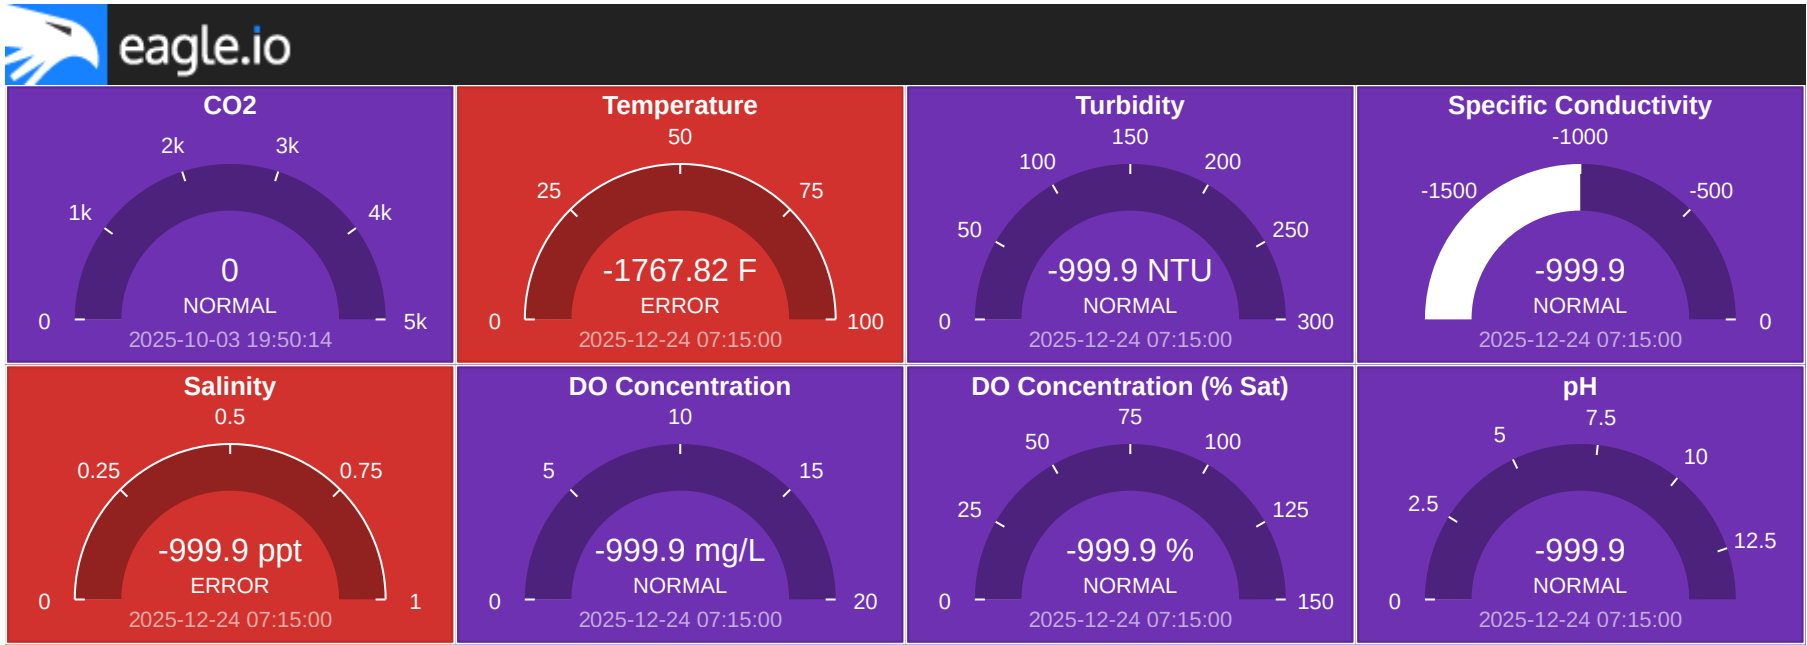 eagle.io
CO2
2k
3k
1k
4k
0
NORMAL
0
5k
2025-10-03 19:50:14
Temperature
50
25
75
-1767.82 F
ERROR
0
100
2025-12-24 07:15:00
Turbidity
150
100
200
50
250
-999.9 NTU
NORMAL
0
300
2025-12-24 07:15:00
Specific Conductivity
-1000
-1500
-500
-999.9
NORMAL
0
2025-12-24 07:15:00
Salinity
0.5
0.25
0.75
-999.9 ppt
ERROR
0
1
2025-12-24 07:15:00
DO Concentration
10
5
15
-999.9 mg/L
NORMAL
0
20
2025-12-24 07:15:00
DO Concentration (% Sat)
75
50
100
25
125
-999.9 %
NORMAL
0
150
2025-12-24 07:15:00
pH
7.5
5
10
2.5
12.5
-999.9
NORMAL
0
2025-12-24 07:15:00